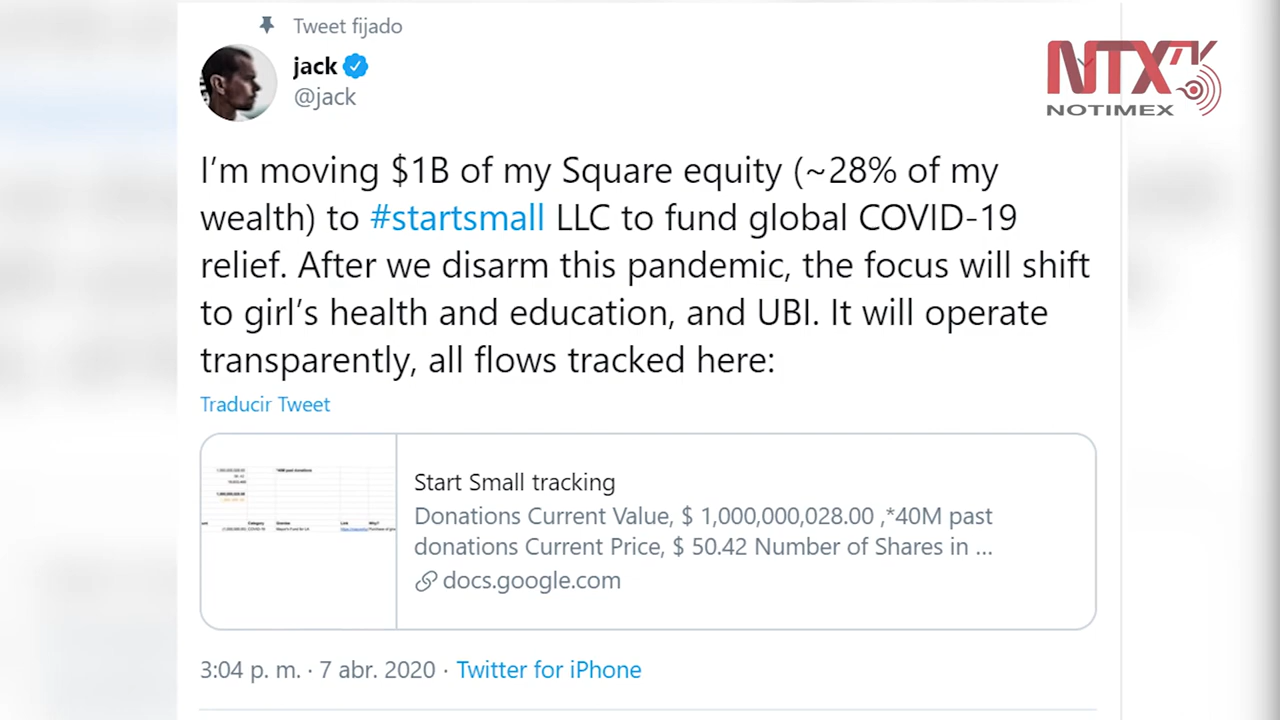 Tweet fijado
jack
@jack
NTX TV
NOTIMEX
I'm moving $1B of my Square equity (~28% of my
wealth) to #startsmall LLC to fund global COVID-19
relief. After we disarm this pandemic, the focus will shift
to girl's health and education, and UBI. It will operate
transparently, all flows tracked here:
Traducir Tweet
Start Small tracking
Donations Current Value, $ 1,000,000,028.00 ,*40M past
donations Current Price, $ 50.42 Number of Shares in ...
docs.google.com
3:04 p. m. · 7 abr. 2020 · Twitter for iPhone